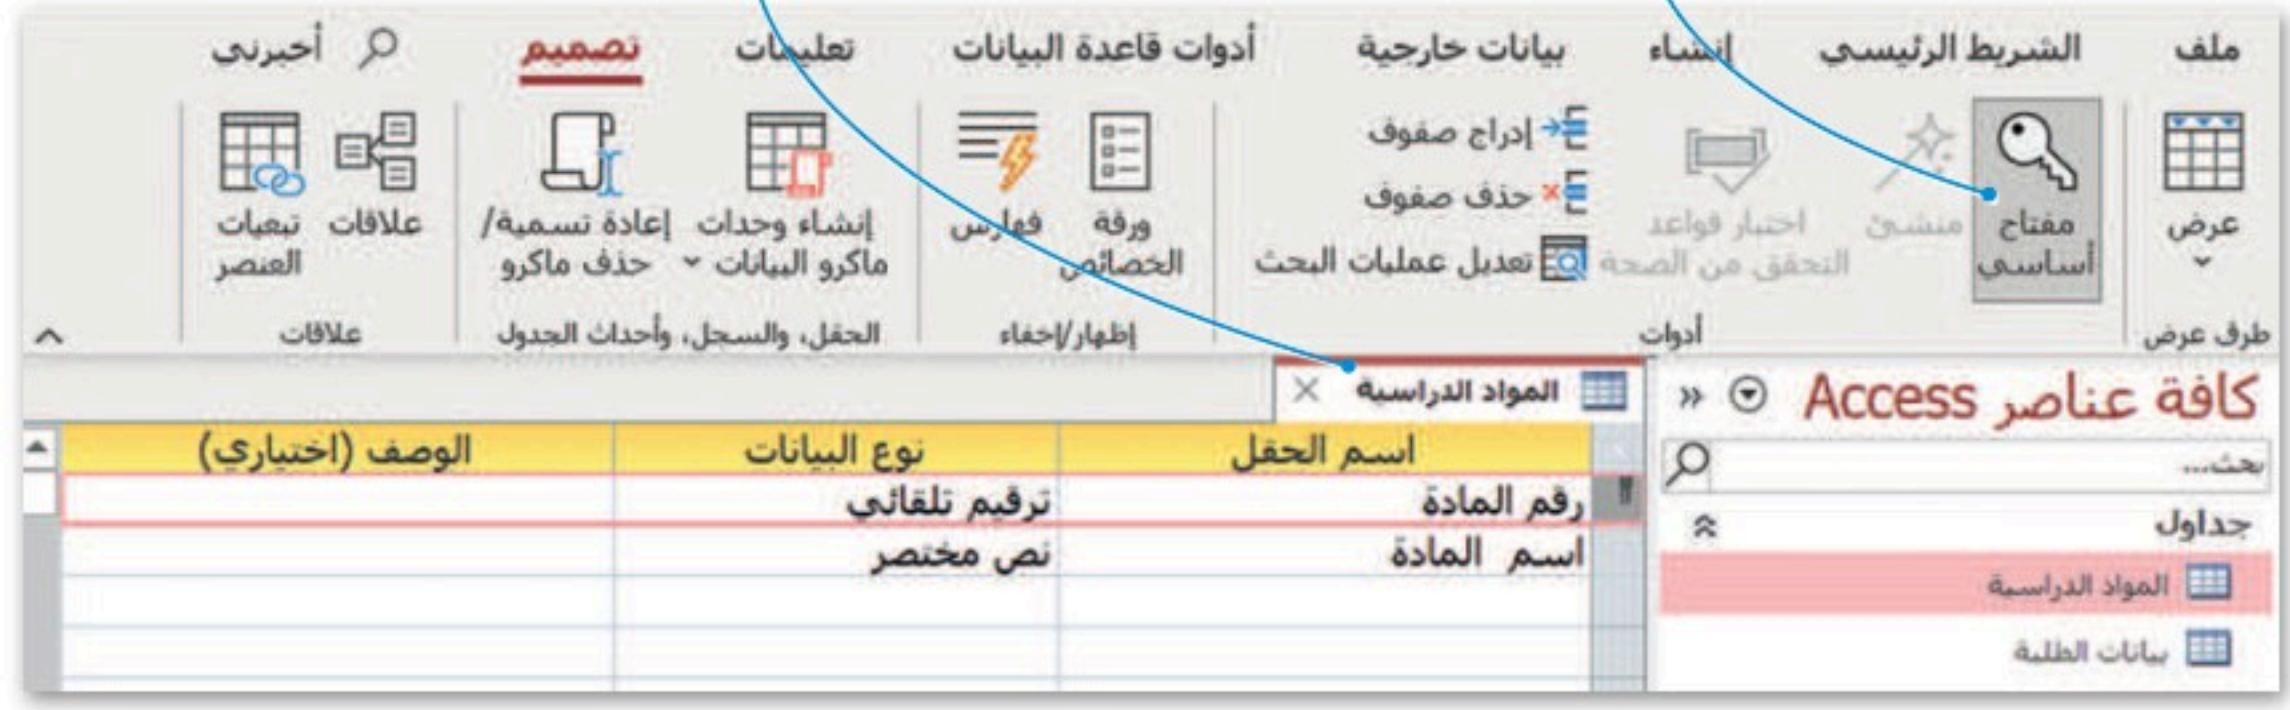 ملف الشريط الرئيسي إنشاء بيانات خارجية أدوات قاعدة البيانات تعليمات تصميم أخبرني
عرض
مفتاح أساسي
منشئ
اختبار قواعد
التحقق من الصحة
إدراج صفوف
حذف صفوف
تعديل عمليات البحث
ورقة
الخصائص
فهارس
إنشاء وحدات
ماكرو البيانات
إعادة تسمية/
حذف ماكرو
علاقات
تبعيات
العنصر
طرق عرض أدوات إظهار/إخفاء الحقل، والسجل، وأحداث الجدول علاقات
كافة عناصر Access
بحث...
جداول
المواد الدراسية
بيانات الطلبة
المواد الدراسية
اسم الحقل نوع البيانات الوصف (اختياري)
رقم المادة ترقيم تلقائي
اسم المادة نص مختصر